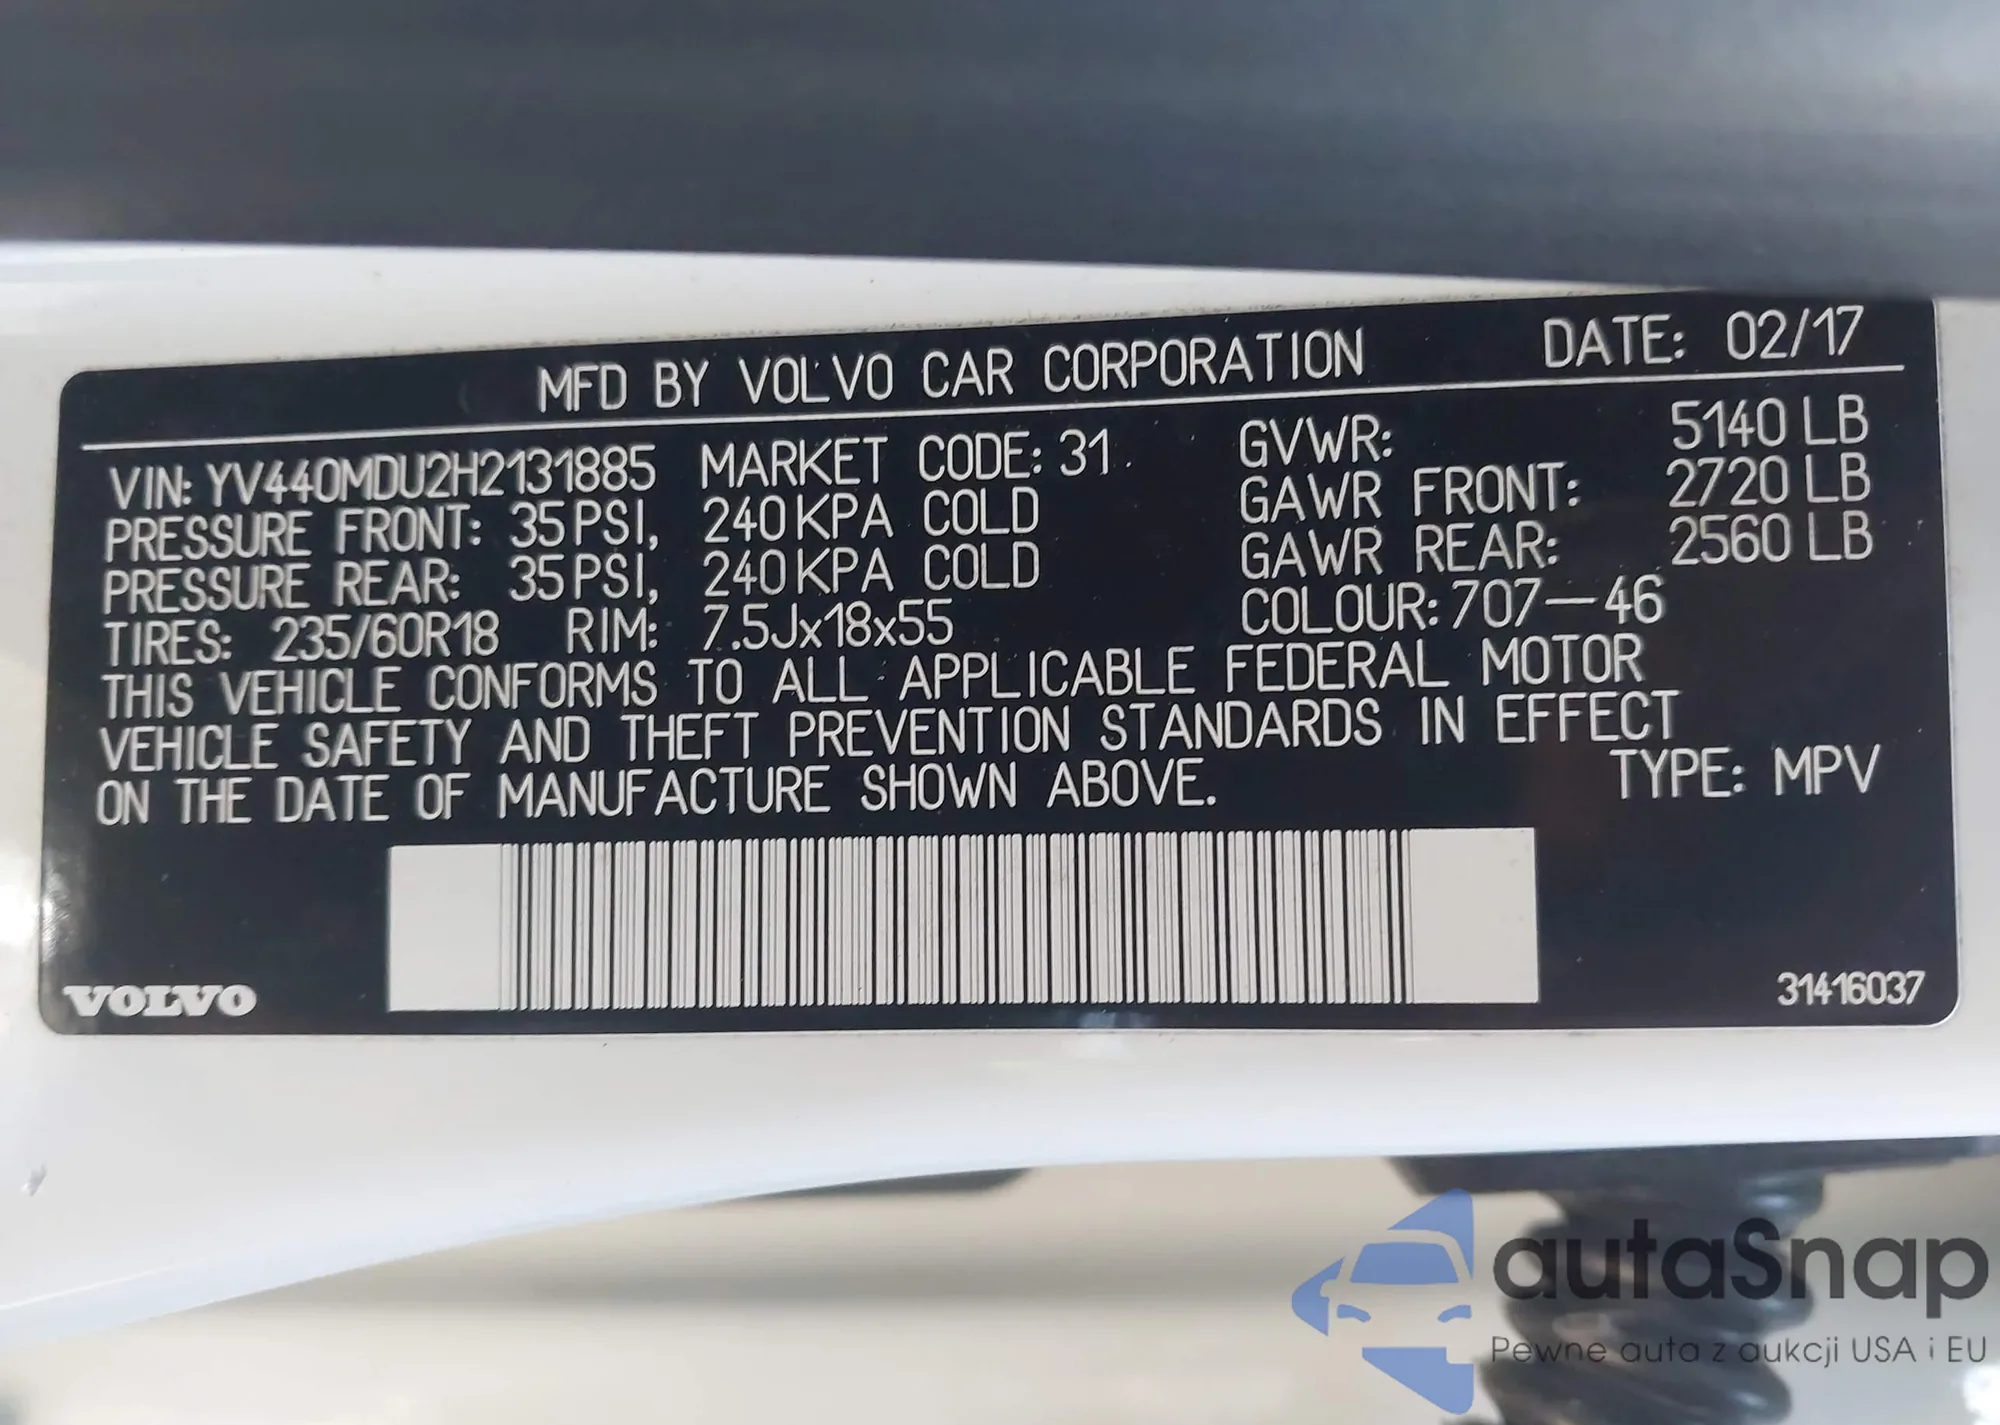 MFD BY VOLVO CAR CORPORATION DATE: 02/17
VIN: YV440MDU2H2131885 MARKET CODE: 31 GVWR: 5140 LB
PRESSURE FRONT: 35 PSI, 240 KPA COLD GAWR FRONT: 2720 LB
PRESSURE REAR: 35 PSI, 240 KPA COLD GAWR REAR: 2560 LB
TIRES: 235/60R18 RIM: 7.5Jx18x55 COLOUR: 707-46
THIS VEHICLE CONFORMS TO ALL APPLICABLE FEDERAL MOTOR
VEHICLE SAFETY AND THEFT PREVENTION STANDARDS IN EFFECT
ON THE DATE OF MANUFACTURE SHOWN ABOVE. TYPE: MPV
VOLVO 31416037
autaSnap
Pewne auta z aukcji USA i EU